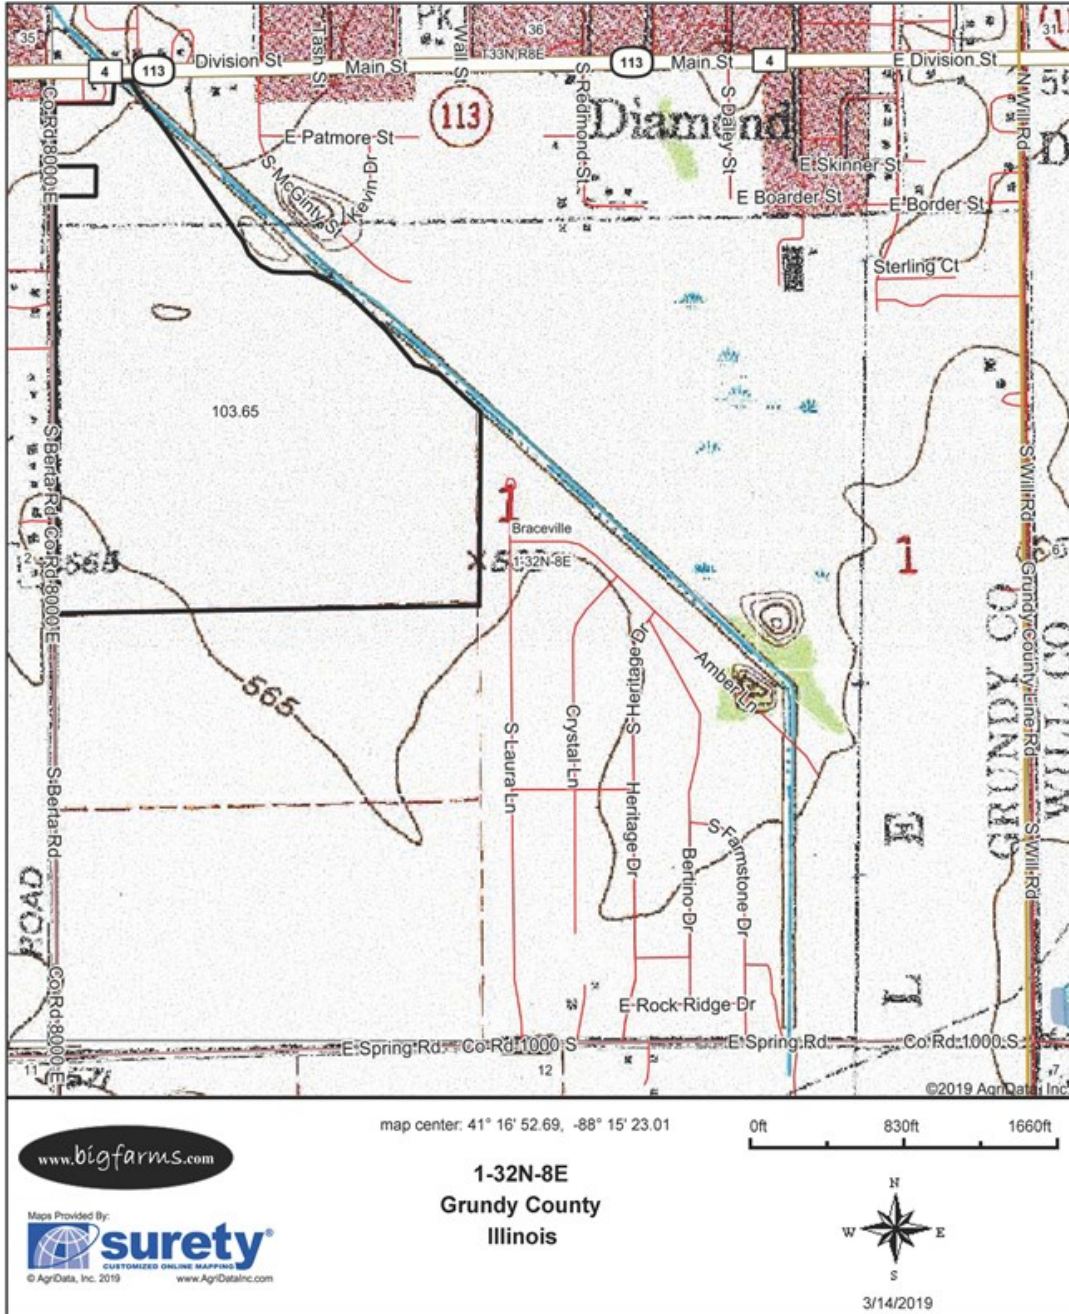 35
36
31
T33N,R8E
Tash St
Wall St
Division St
Main St
4
113
113
Main St
4
E Division St
Co Rd 8000 E
E Patmore St
113
S Redmond St
Diamond
S Daley St
N Will Rd
S McGinty St
Kevin Dr
E Skinner St
E Boarder St
E Border St
Sterling Ct
103.65
S Berta Rd
Co Rd 8000 E
S Will Rd
1
Braceville
1-32N-8E
1
2
6
Grundy County Line Rd
GRUNDY CO
565
S Heritage Dr
Amber Ln
S Laura Ln
Crystal Ln
Heritage Dr
Bertino Dr
S Farmstone Dr
S Berta Rd
S Will Rd
E
L
ROAD
Co Rd 8000 E
E Rock Ridge Dr
E Spring Rd
Co Rd 1000 S
E Spring Rd
Co Rd 1000 S
11
12
7
©2019 AgriData, Inc.
www.bigfarms.com
Maps Provided By:
surety®
CUSTOMIZED ONLINE MAPPING
© AgriData, Inc. 2019 www.AgriDataInc.com
map center: 41° 16' 52.69, -88° 15' 23.01
1-32N-8E
Grundy County
Illinois
0ft 830ft 1660ft
N
W E
S
3/14/2019